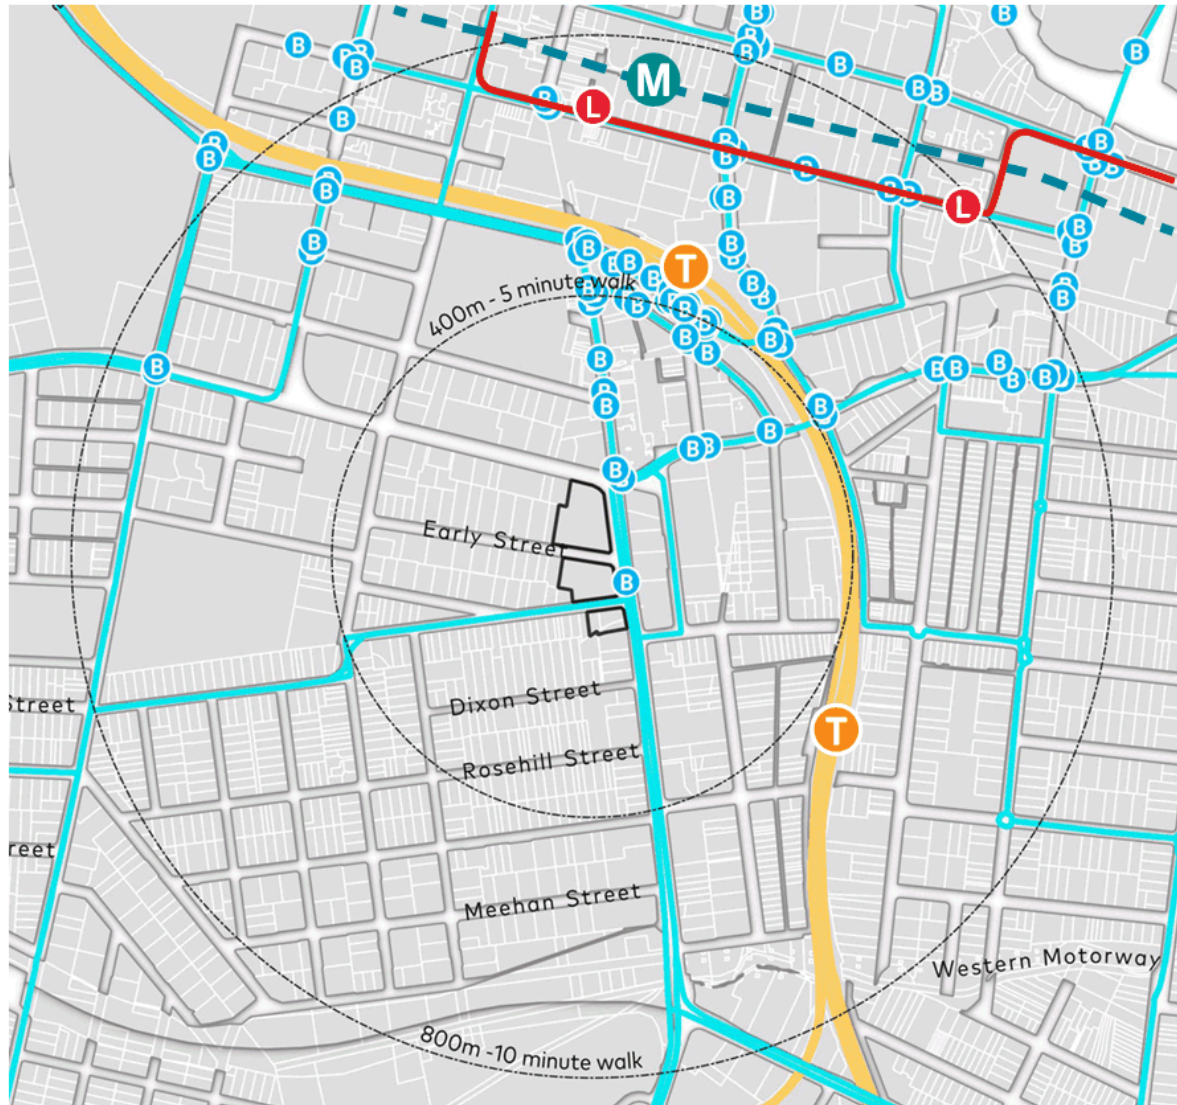 M
L
L
T
400m - 5 minute walk
Early Street
Dixon Street
Street
T
Rosehill Street
reet
Meehan Street
Western Motorway
800m -10 minute walk
B